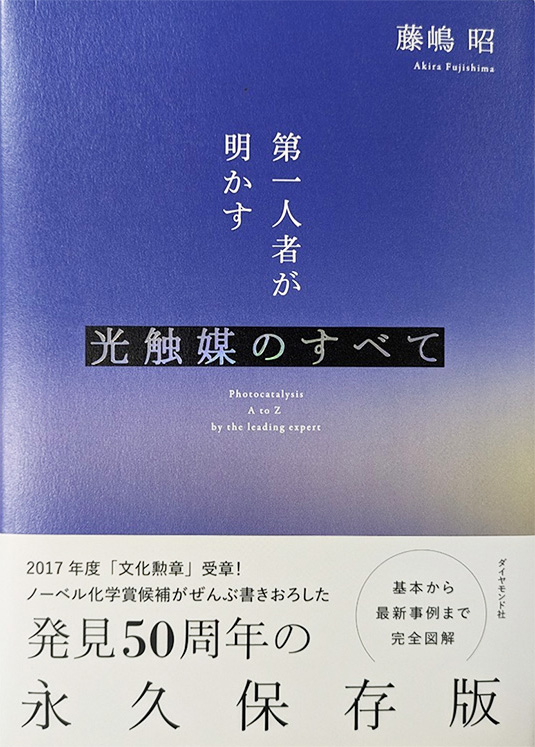 藤嶋 昭
Akira Fujishima
第一人者が
明かす
光触媒のすべて
Photocatalysis
A to Z
by the leading expert
2017年度「文化勲章」受章!
ノーベル化学賞候補がぜんぶ書きおろした
発見50周年の
永久保存版
基本から
最新事例まで
完全図解
ダイヤモンド社